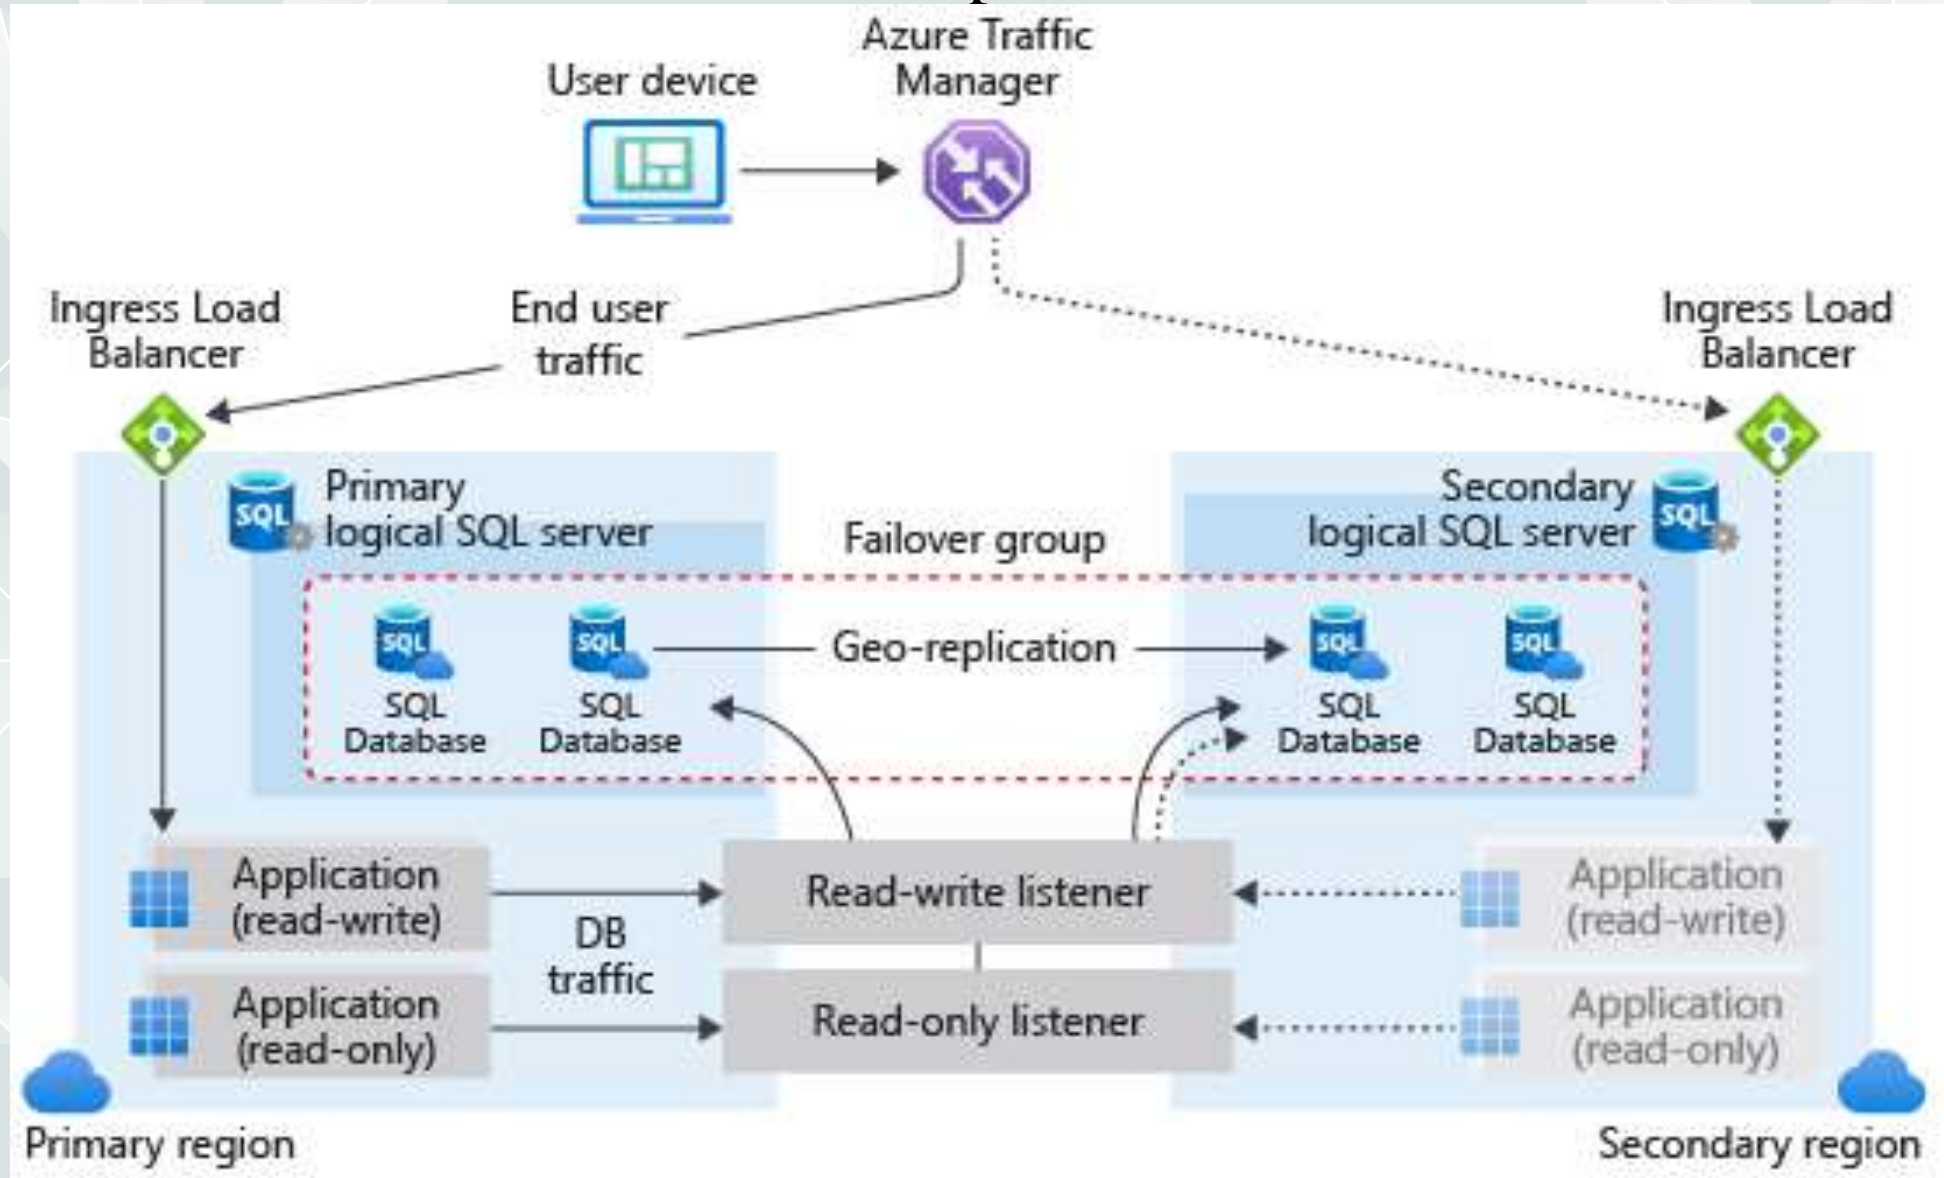 Azure Traffic
Manager
User device
Ingress Load
Balancer
End user
traffic
Ingress Load
Balancer
SQL
Primary
logical SQL server
Failover group
Secondary
logical SQL server
SQL
SQL
SQL
Geo-replication
SQL
SQL
SQL
Database
SQL
Database
SQL
Database
SQL
Database
Application
(read-write)
DB
traffic
Read-write listener
Application
(read-write)
Application
(read-only)
Read-only listener
Application
(read-only)
Primary region
Secondary region